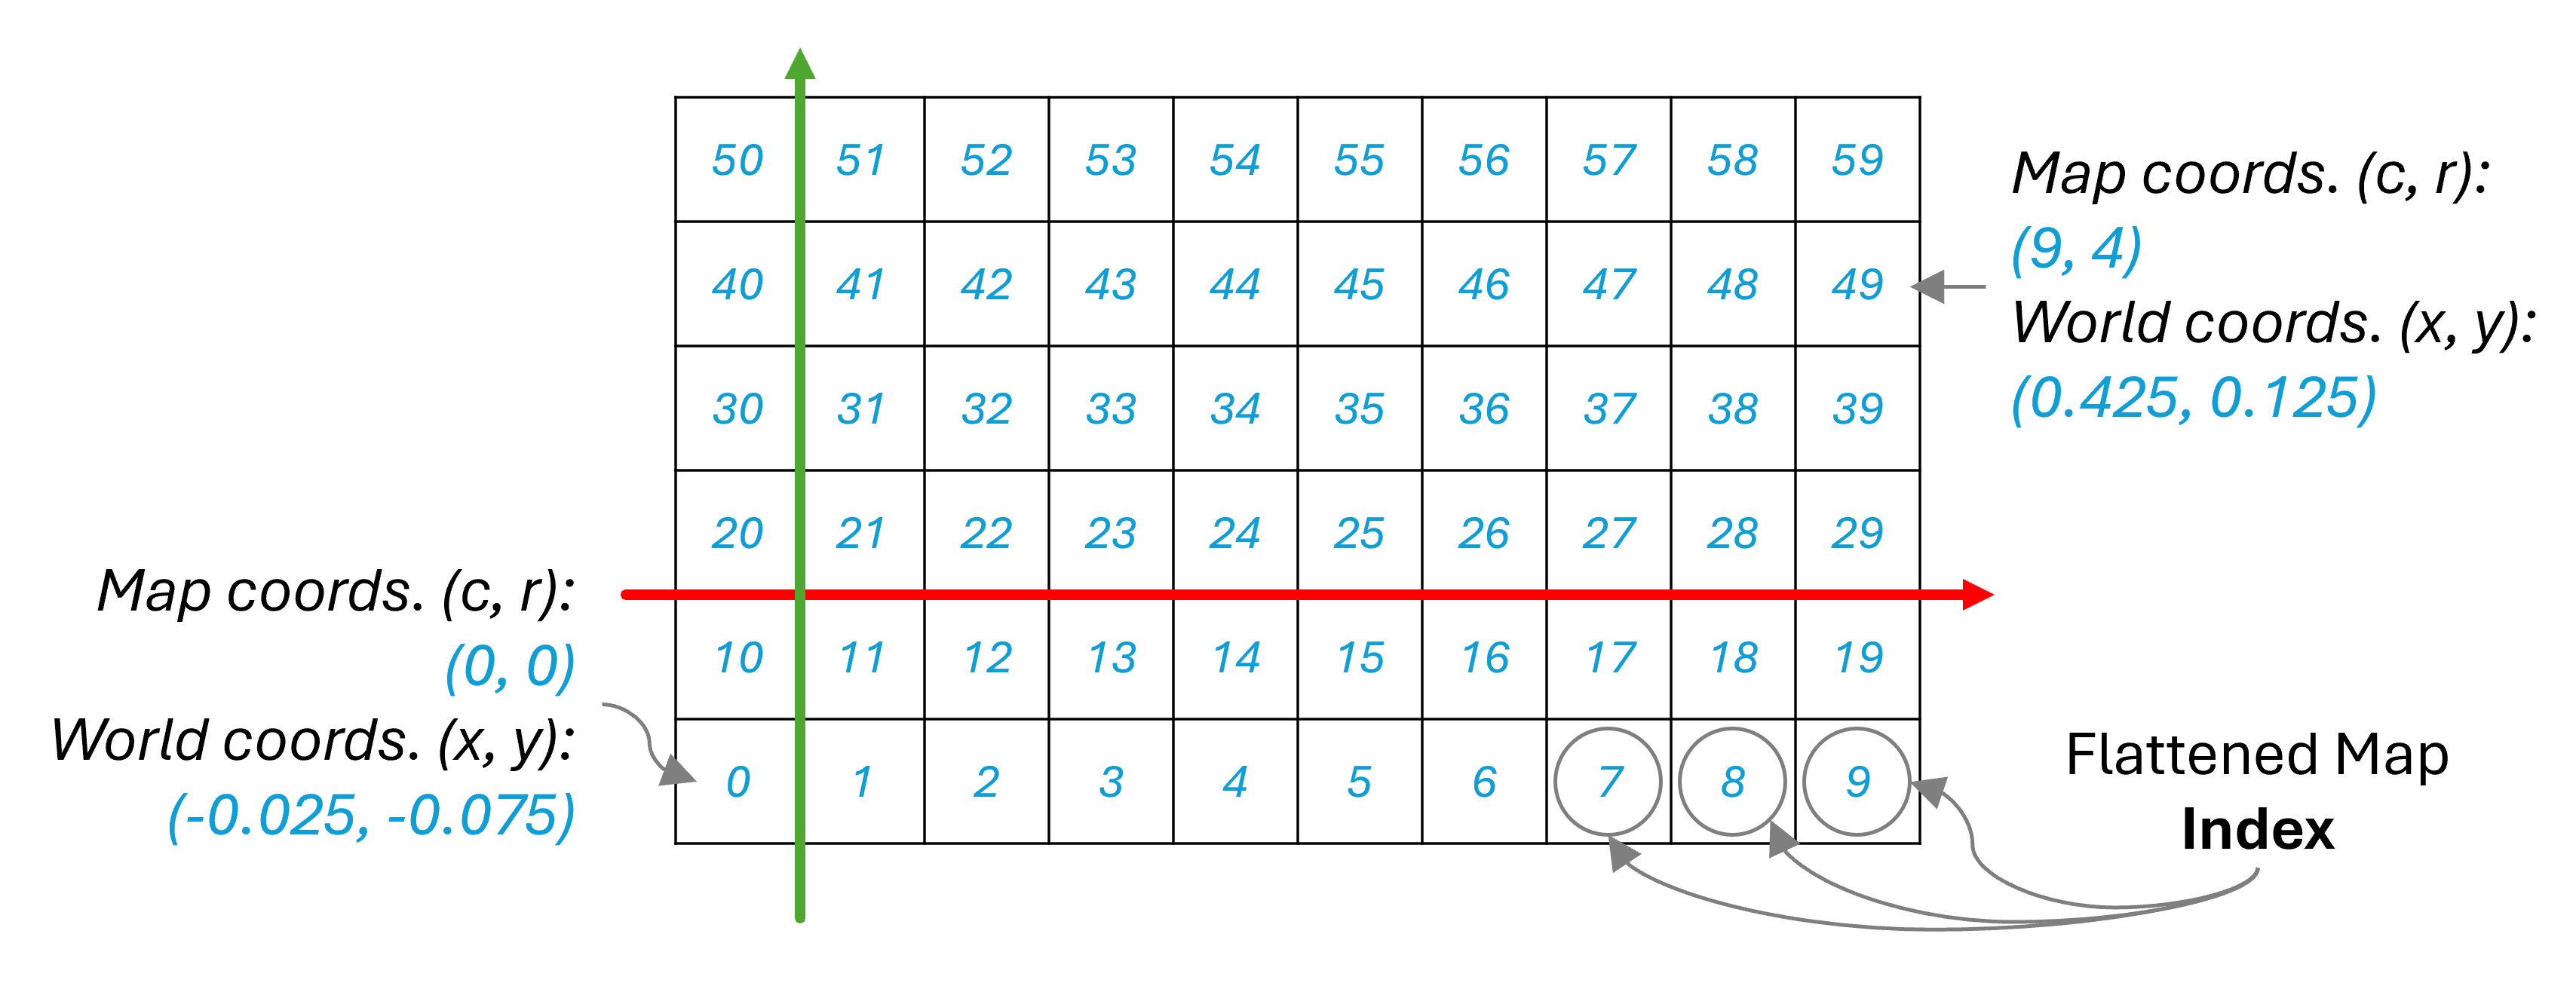 50 51 52 53 54 55 56 57 58 59
40 41 42 43 44 45 46 47 48 49
30 31 32 33 34 35 36 37 38 39
20 21 22 23 24 25 26 27 28 29
10 11 12 13 14 15 16 17 18 19
0 1 2 3 4 5 6 7 8 9
Map coords. (c, r):
(9, 4)
World coords. (x, y):
(0.425, 0.125)
Map coords. (c, r):
(0, 0)
World coords. (x, y):
(-0.025, -0.075)
Flattened Map
Index